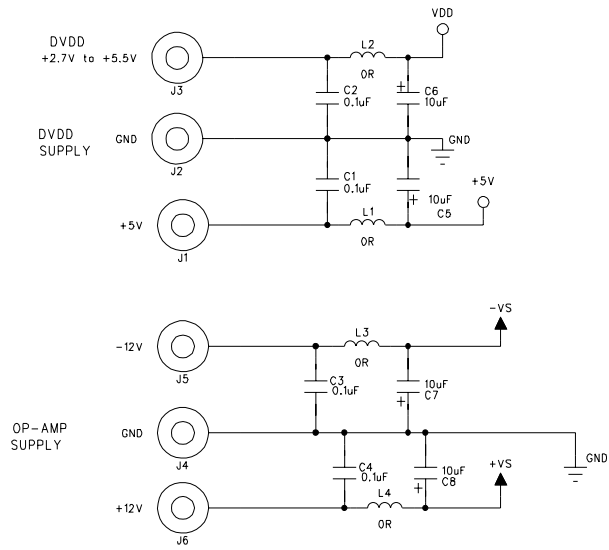 VDD
DVDD
+2.7V to +5.5V
J3
L2
0R
C2
0.1uF
C6
10uF
DVDD
SUPPLY
GND
J2
GND
C1
0.1uF
10uF
C5
+5V
+5V
J1
L1
0R
-VS
-12V
J5
L3
0R
C3
0.1uF
10uF
C7
OP-AMP
SUPPLY
GND
J4
GND
C4
0.1uF
10uF
C8
+VS
+12V
J6
L4
0R